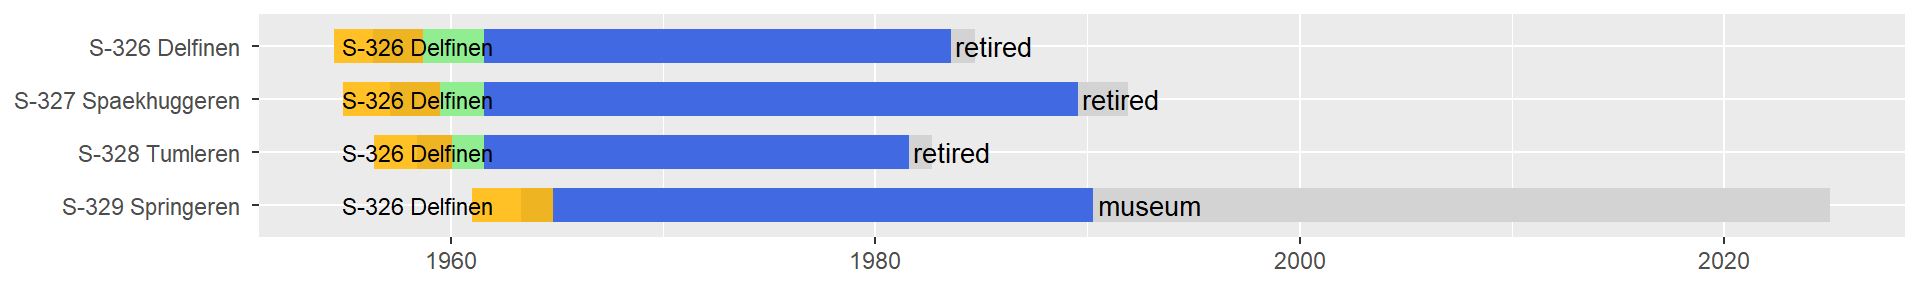 S-326 Delfinen S-326 Delfinen retired
S-327 Spaekhuggeren S-326 Delfinen retired
S-328 Tumleren S-326 Delfinen retired
S-329 Springeren S-326 Delfinen museum
1960 1980 2000 2020